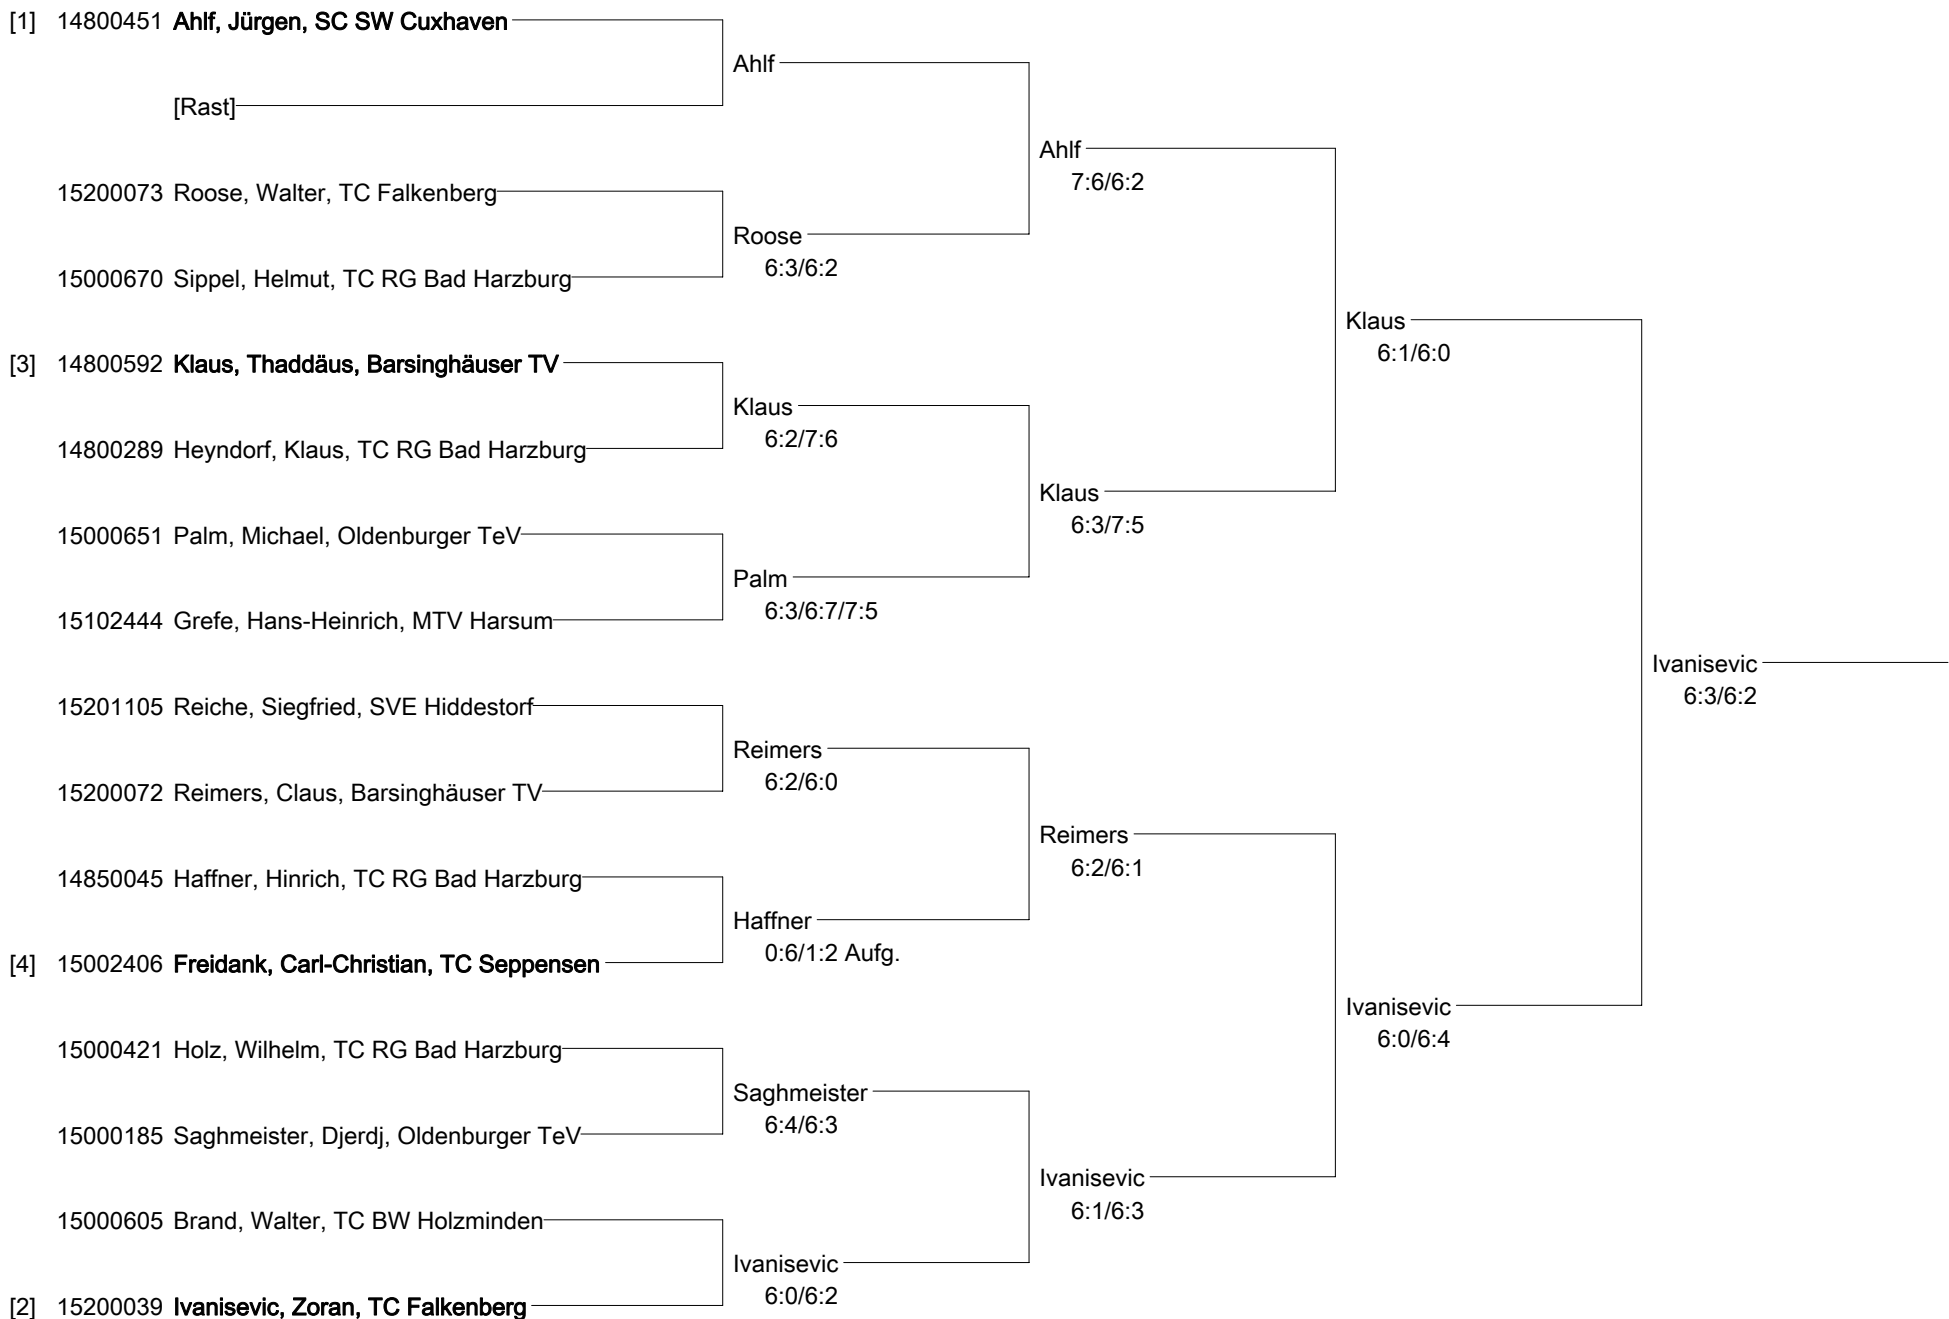 [1] 14800451 Ahlf, Jürgen, SC SW Cuxhaven
Ahlf
[Rast]
Ahlf
7:6/6:2
15200073 Roose, Walter, TC Falkenberg
Roose
6:3/6:2
15000670 Sippel, Helmut, TC RG Bad Harzburg
Klaus
6:1/6:0
[3] 14800592 Klaus, Thaddäus, Barsinghäuser TV
Klaus
6:2/7:6
14800289 Heyndorf, Klaus, TC RG Bad Harzburg
Klaus
6:3/7:5
15000651 Palm, Michael, Oldenburger TeV
Palm
6:3/6:7/7:5
15102444 Grefe, Hans-Heinrich, MTV Harsum
Ivanisevic
6:3/6:2
15201105 Reiche, Siegfried, SVE Hiddestorf
Reimers
6:2/6:0
15200072 Reimers, Claus, Barsinghäuser TV
Reimers
6:2/6:1
14850045 Haffner, Hinrich, TC RG Bad Harzburg
Haffner
0:6/1:2 Aufg.
[4] 15002406 Freidank, Carl-Christian, TC Seppensen
Ivanisevic
6:0/6:4
15000421 Holz, Wilhelm, TC RG Bad Harzburg
Saghmeister
6:4/6:3
15000185 Saghmeister, Djerdj, Oldenburger TeV
Ivanisevic
6:1/6:3
15000605 Brand, Walter, TC BW Holzminden
Ivanisevic
6:0/6:2
[2] 15200039 Ivanisevic, Zoran, TC Falkenberg